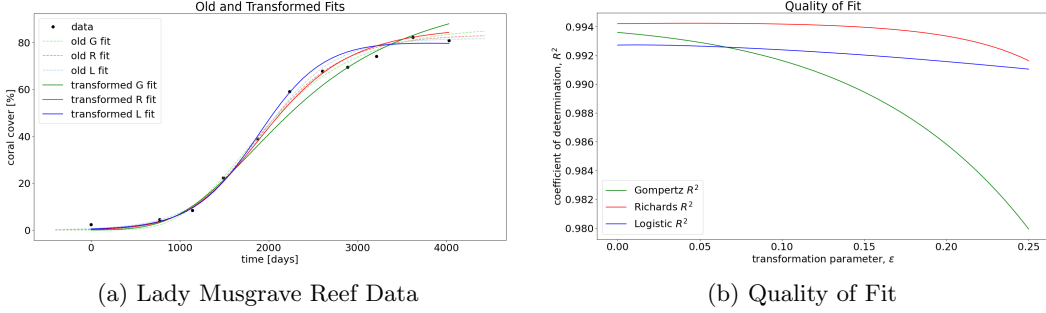 Old and Transformed Fits
data
old G fit
old R fit
old L fit
transformed G fit
transformed R fit
transformed L fit
coral cover [%]
80
60
40
20
0
0 1000 2000 3000 4000
time [days]
(a) Lady Musgrave Reef Data
Quality of Fit
coefficient of determination, R²
0.994
0.992
0.990
0.988
0.986
0.984
0.982
0.980
Gompertz R²
Richards R²
Logistic R²
0.00 0.05 0.10 0.15 0.20 0.25
transformation parameter, ε
(b) Quality of Fit